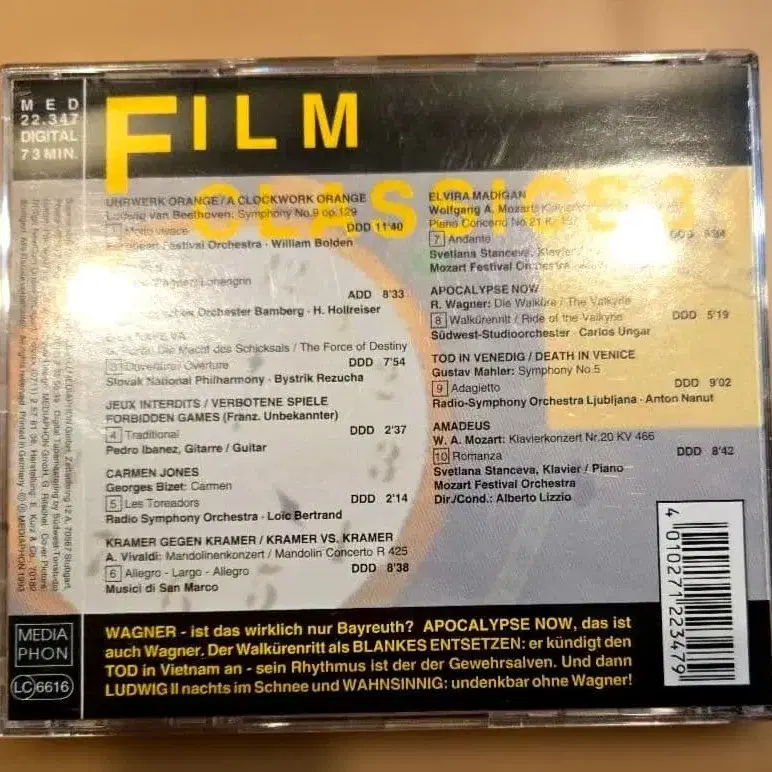 MED
22.347
DIGITAL
73 MIN.
FILM
CLASSICS 3
UHRWERK ORANGE / A CLOCKWORK ORANGE
Ludwig van Beethoven: Symphony No.9 op.129
1 Molto vivace DDD 11'40
Festival Orchestra · William Bolden
Lohengrin
ADD 8'33
Orchester Bamberg · H. Hollreiser
Die Macht des Schicksals / The Force of Destiny
3 Ouvertüre / Overture DDD 7'54
Slovak National Philharmony · Bystrik Rezucha
JEUX INTERDITS / VERBOTENE SPIELE
FORBIDDEN GAMES (Franz. Unbekannter)
4 Traditional DDD 2'37
Pedro Ibanez, Gitarre / Guitar
CARMEN JONES
Georges Bizet: Carmen
5 Les Toreadors DDD 2'14
Radio Symphony Orchestra · Loïc Bertrand
KRAMER GEGEN KRAMER / KRAMER VS. KRAMER
A. Vivaldi: Mandolinenkonzert / Mandolin Concerto R 425
6 Allegro - Largo - Allegro DDD 8'38
Musici di San Marco
ELVIRA MADIGAN
Wolfgang A. Mozart:
Piano Concerto No.21
7 Andante
Svetlana Stanceva, Klavier
Mozart Festival Orchestra
APOCALYPSE NOW
R. Wagner: Die Walküre / The Valkyrie
8 Walkürenritt / Ride of the Valkyrie DDD 5'19
Südwest-Studioorchester · Carlos Ungar
TOD IN VENEDIG / DEATH IN VENICE
Gustav Mahler: Symphony No.5
9 Adagietto DDD 9'02
Radio-Symphony Orchestra Ljubljana · Anton Nanut
AMADEUS
W. A. Mozart: Klavierkonzert Nr.20 KV 466
10 Romanza DDD 8'42
Svetlana Stanceva, Klavier / Piano
Mozart Festival Orchestra
Dir./Cond.: Alberto Lizzio
4 010271 223479
MEDIA
PHON
LC 6616
WAGNER - ist das wirklich nur Bayreuth? APOCALYPSE NOW, das ist
auch Wagner. Der Walkürenritt als BLANKES ENTSETZEN: er kündigt den
TOD in Vietnam an - sein Rhythmus ist der der Gewehrsalven. Und dann
LUDWIG II nachts im Schnee und WAHNSINNIG: undenkbar ohne Wagner!